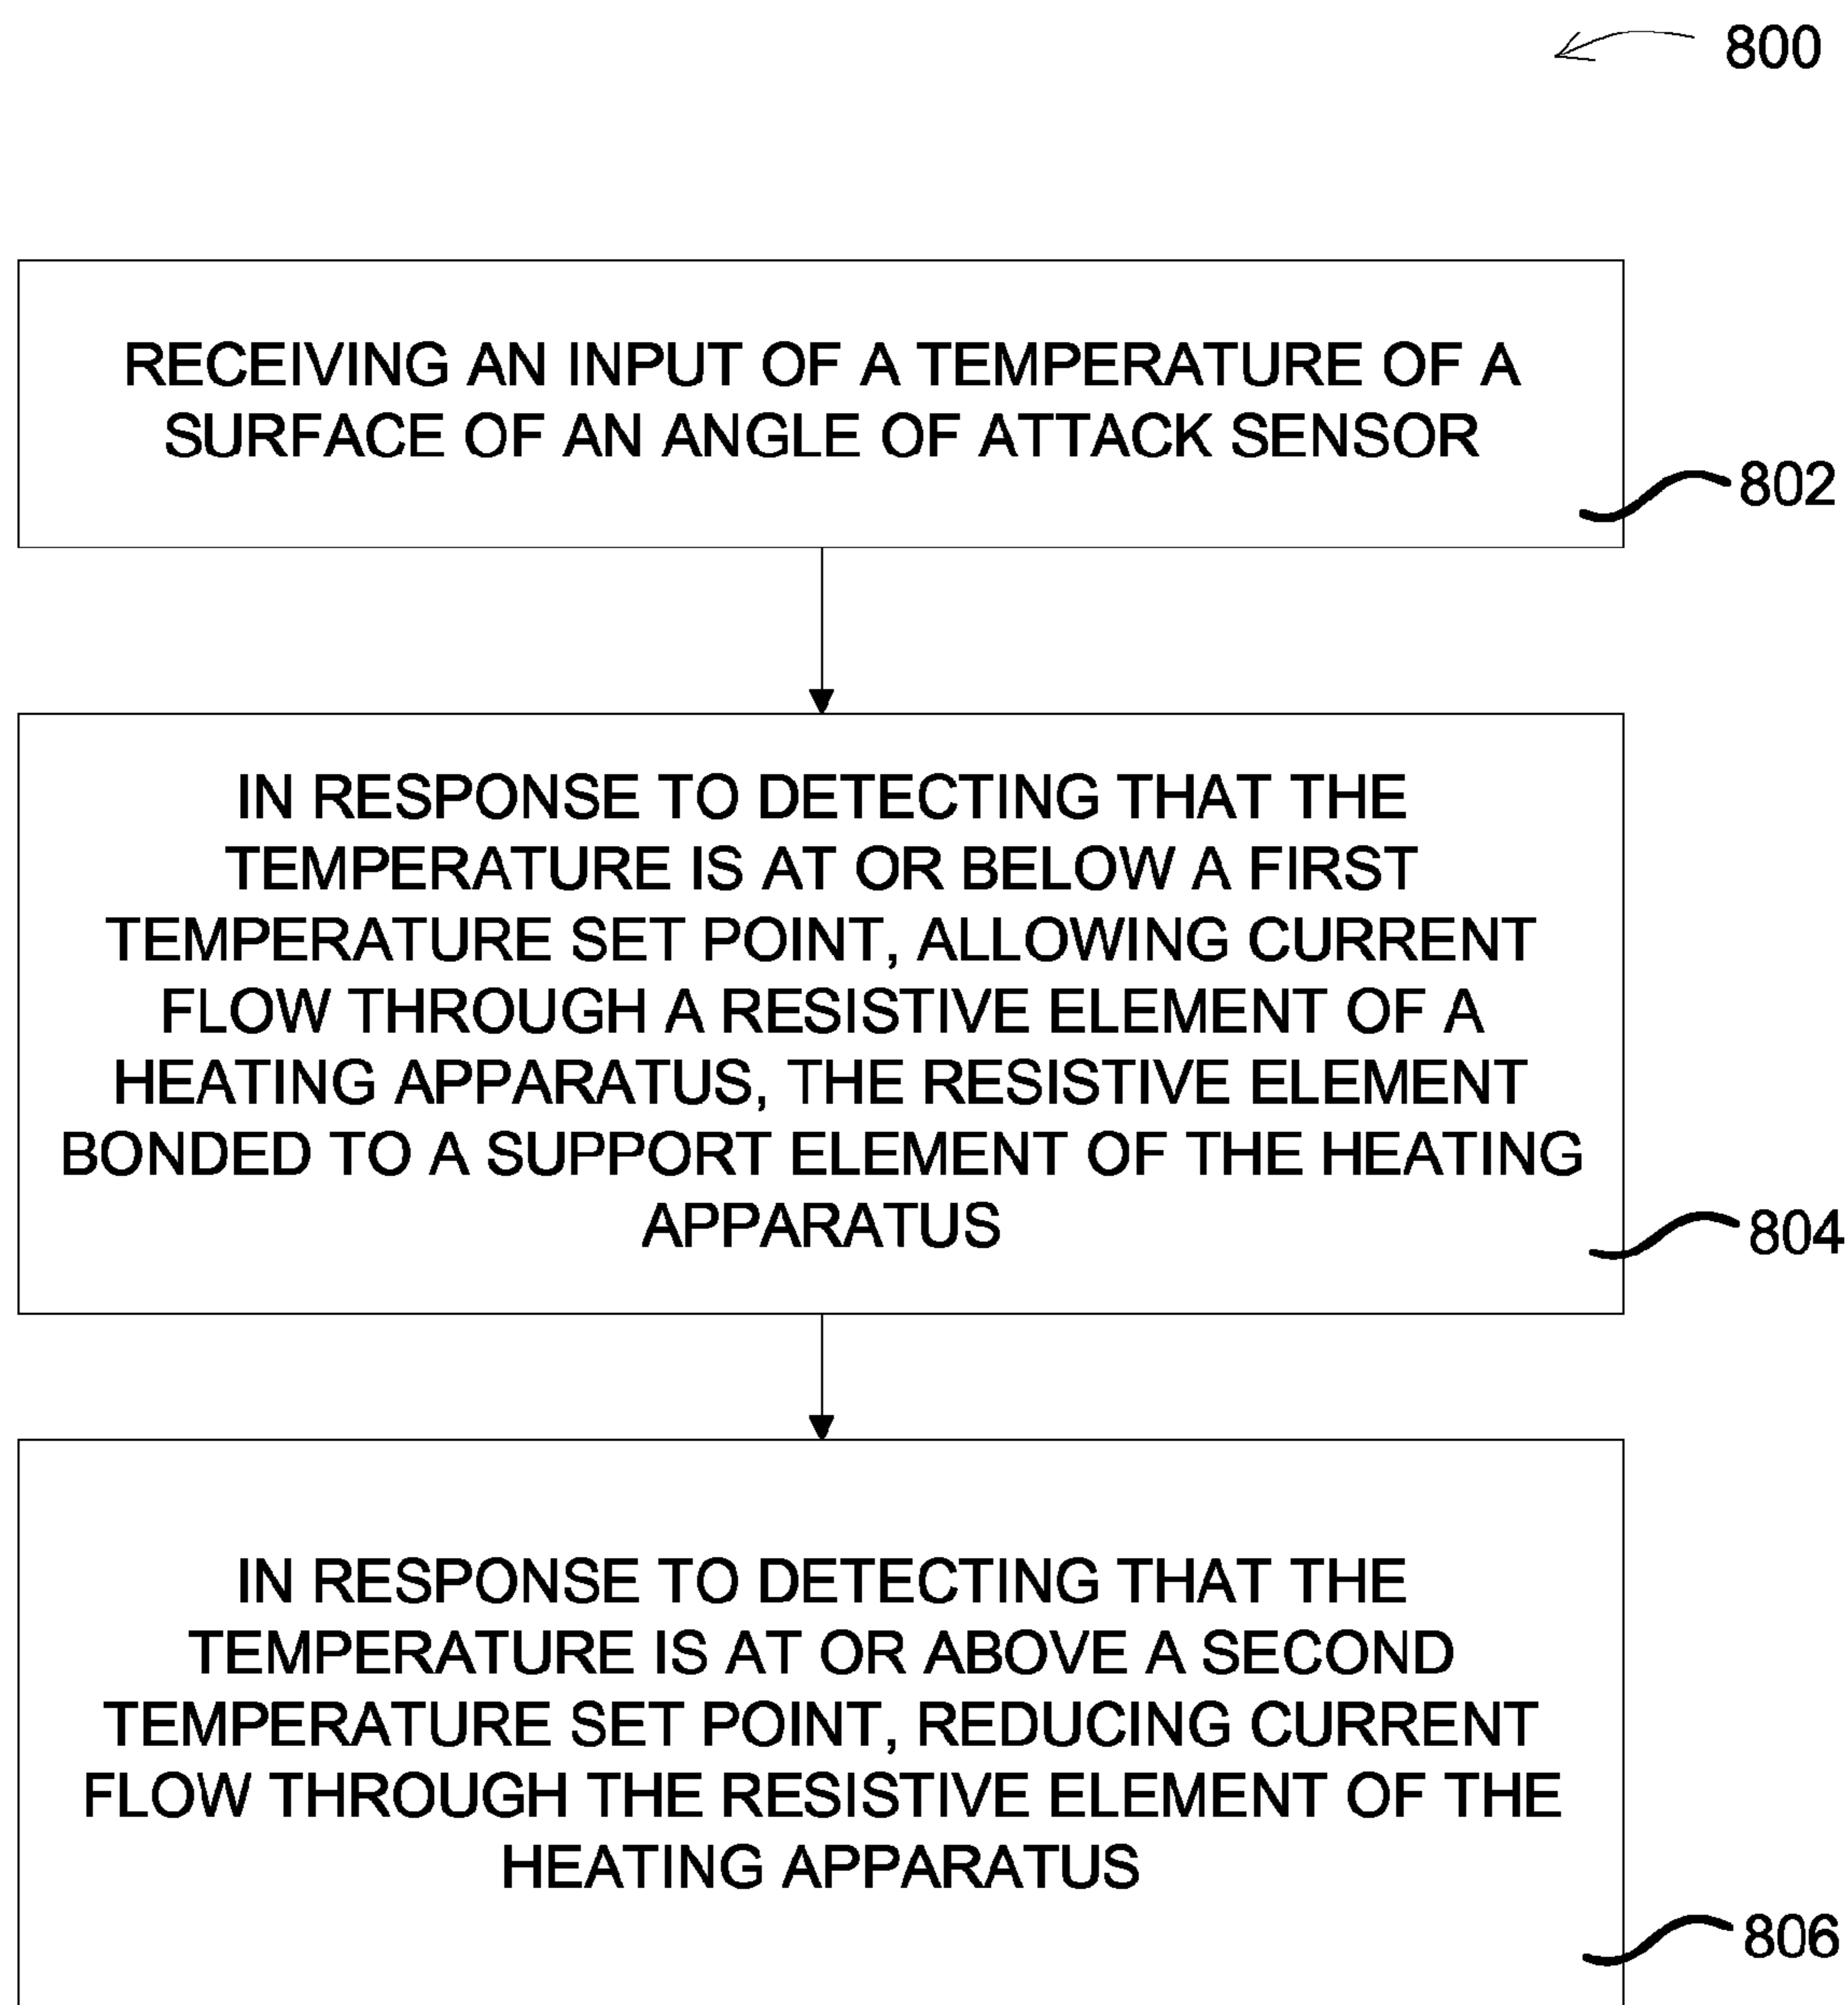 800
RECEIVING AN INPUT OF A TEMPERATURE OF A
SURFACE OF AN ANGLE OF ATTACK SENSOR
802
IN RESPONSE TO DETECTING THAT THE
TEMPERATURE IS AT OR BELOW A FIRST
TEMPERATURE SET POINT, ALLOWING CURRENT
FLOW THROUGH A RESISTIVE ELEMENT OF A
HEATING APPARATUS, THE RESISTIVE ELEMENT
BONDED TO A SUPPORT ELEMENT OF THE HEATING
APPARATUS
804
IN RESPONSE TO DETECTING THAT THE
TEMPERATURE IS AT OR ABOVE A SECOND
TEMPERATURE SET POINT, REDUCING CURRENT
FLOW THROUGH THE RESISTIVE ELEMENT OF THE
HEATING APPARATUS
806